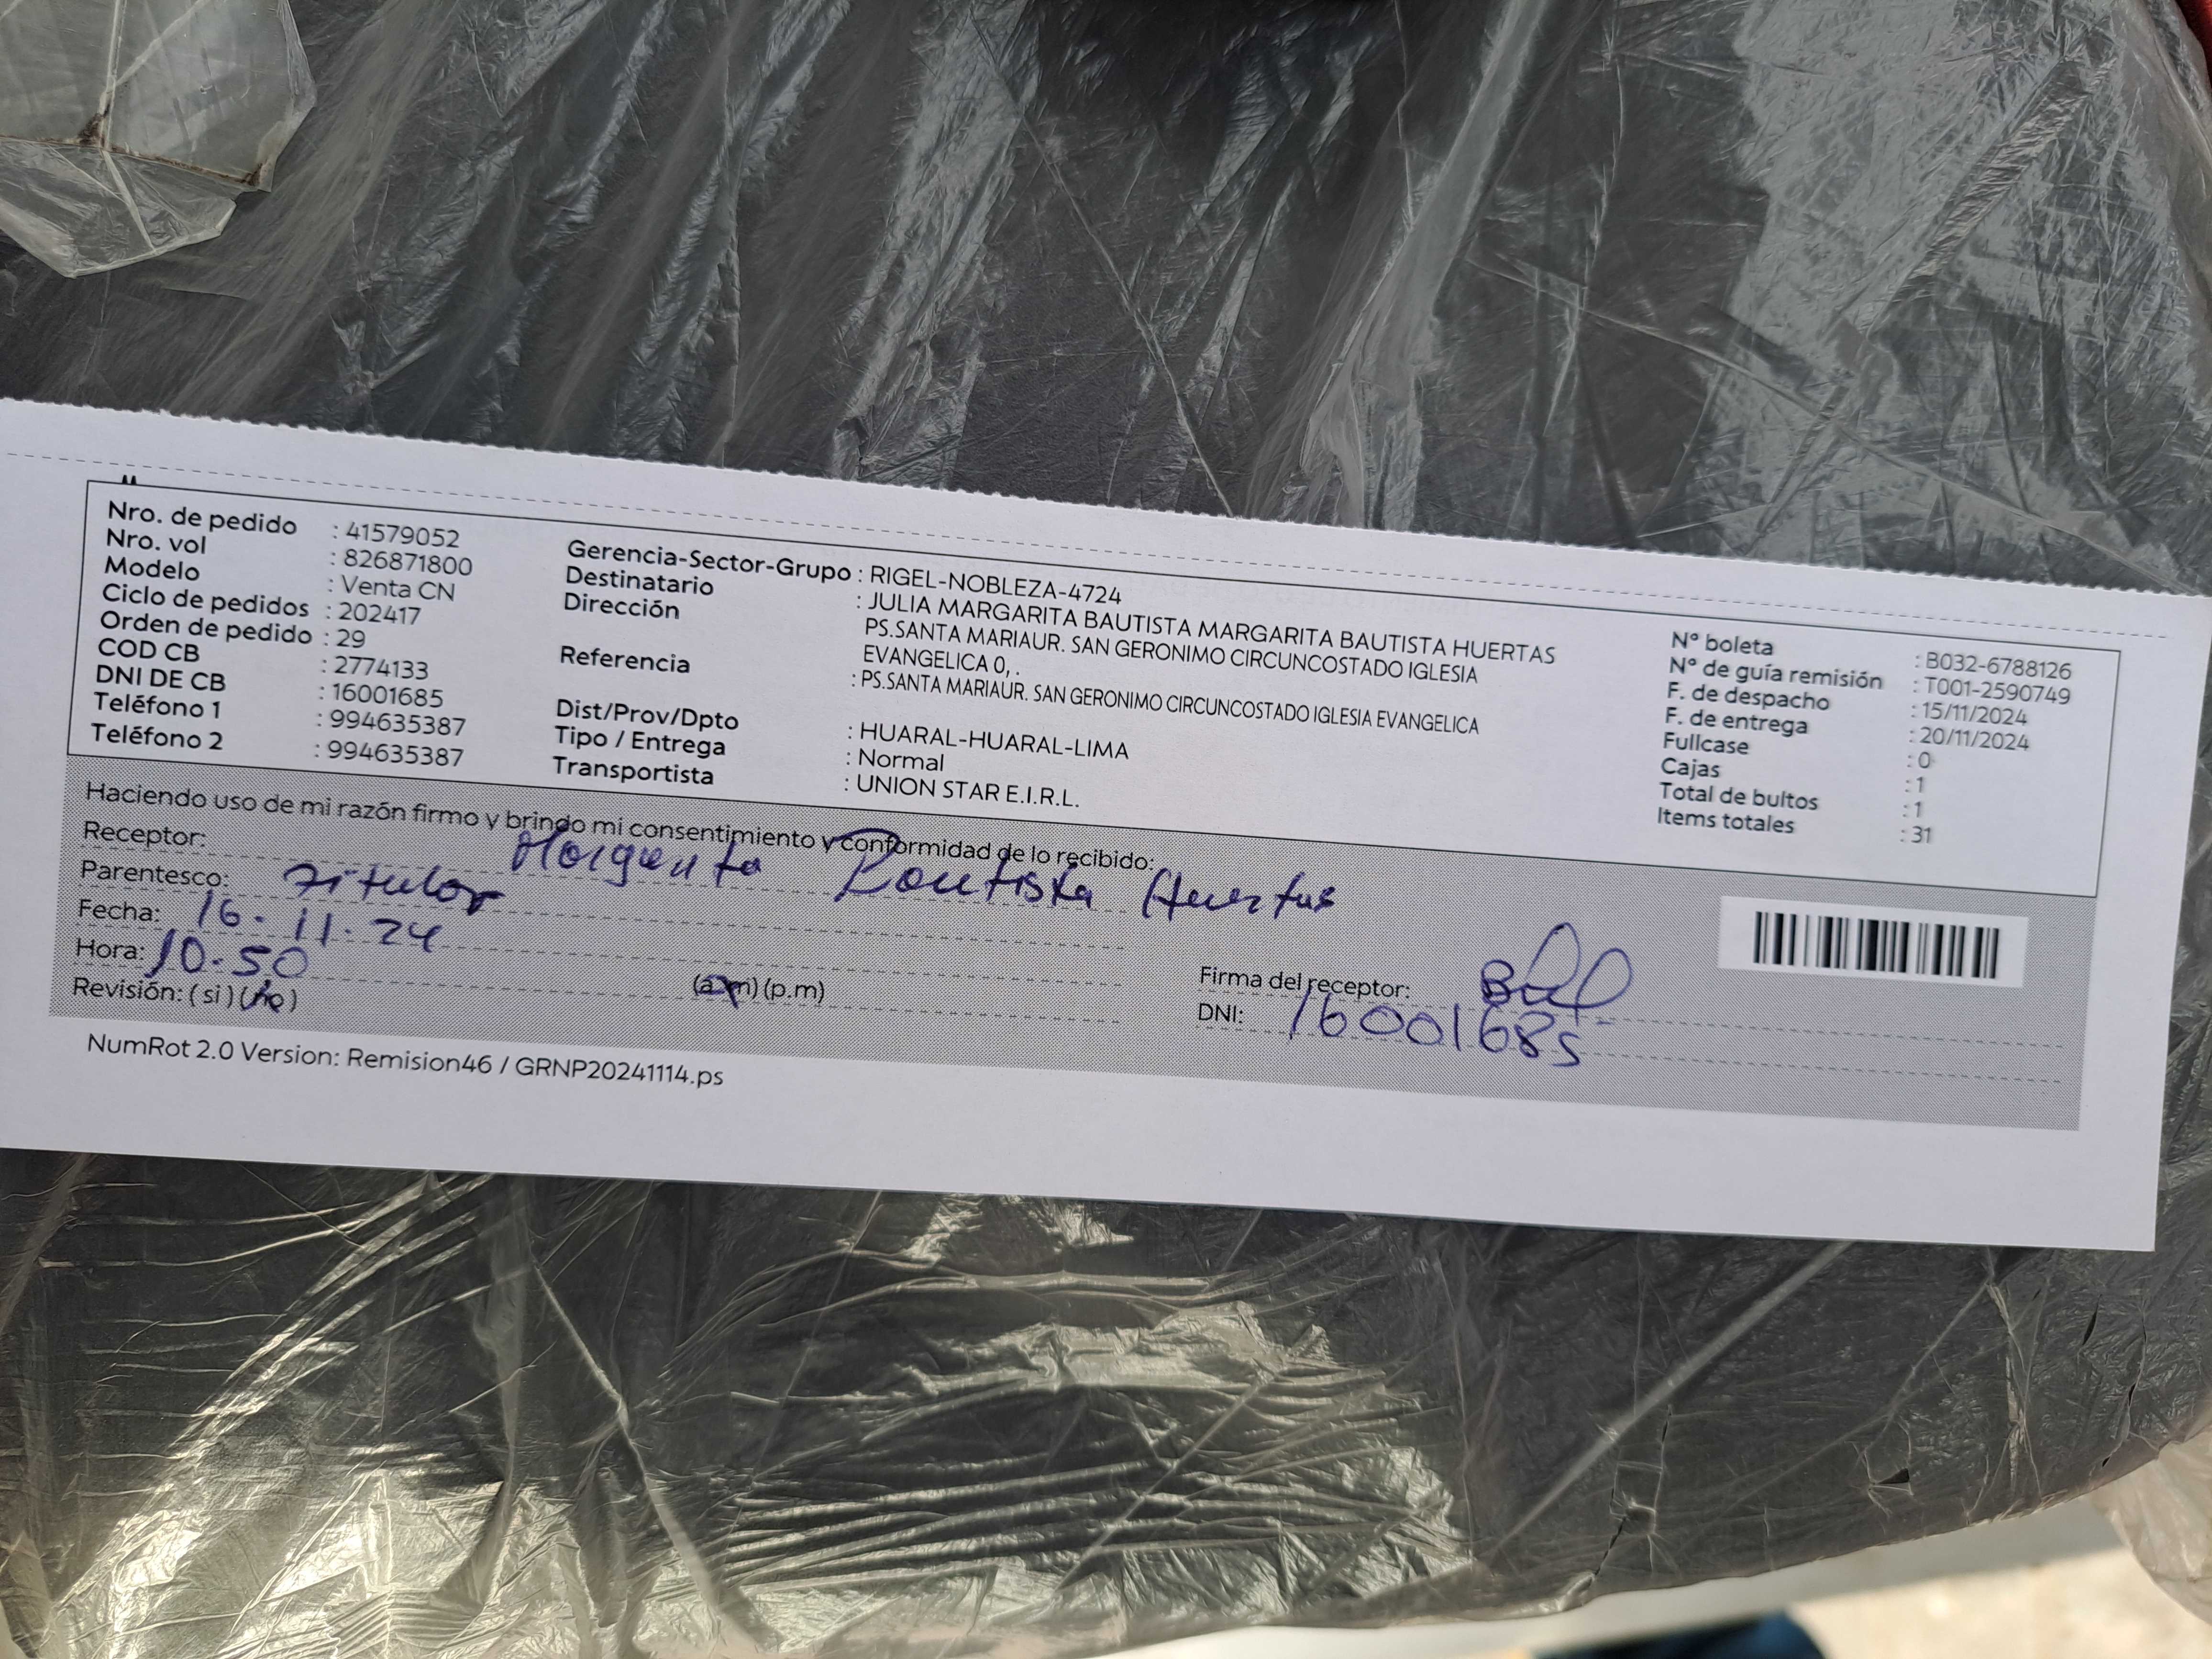 Nro. de pedido : 41579052
Nro. vol : 826871800
Modelo : Venta CN
Ciclo de pedidos : 202417
Orden de pedido : 29
COD CB : 2774133
DNI DE CB : 16001685
Teléfono 1 : 994635387
Teléfono 2 : 994635387
Gerencia-Sector-Grupo : RIGEL-NOBLEZA-4724
Destinatario : JULIA MARGARITA BAUTISTA MARGARITA BAUTISTA HUERTAS
Dirección PS.SANTA MARIAUR. SAN GERONIMO CIRCUNCOSTADO IGLESIA
EVANGELICA 0, .
Referencia : PS.SANTA MARIAUR. SAN GERONIMO CIRCUNCOSTADO IGLESIA EVANGELICA
Dist/Prov/Dpto : HUARAL-HUARAL-LIMA
Tipo / Entrega : Normal
Transportista : UNION STAR E.I.R.L.
N° boleta : B032-6788126
N° de guía remisión : T001-2590749
F. de despacho : 15/11/2024
F. de entrega : 20/11/2024
Fullcase : 0
Cajas : 1
Total de bultos : 1
Items totales : 31
Haciendo uso de mi razón firmo y brindo mi consentimiento y conformidad de lo recibido:
Receptor: Margarita Bautista Huertas
Parentesco: Titular
Fecha: 16.11.24
Hora: 10.50 (a.m) (p.m)
Revisión: (si) (no)
Firma del receptor:
DNI: 16001685
NumRot 2.0 Version: Remision46 / GRNP20241114.ps